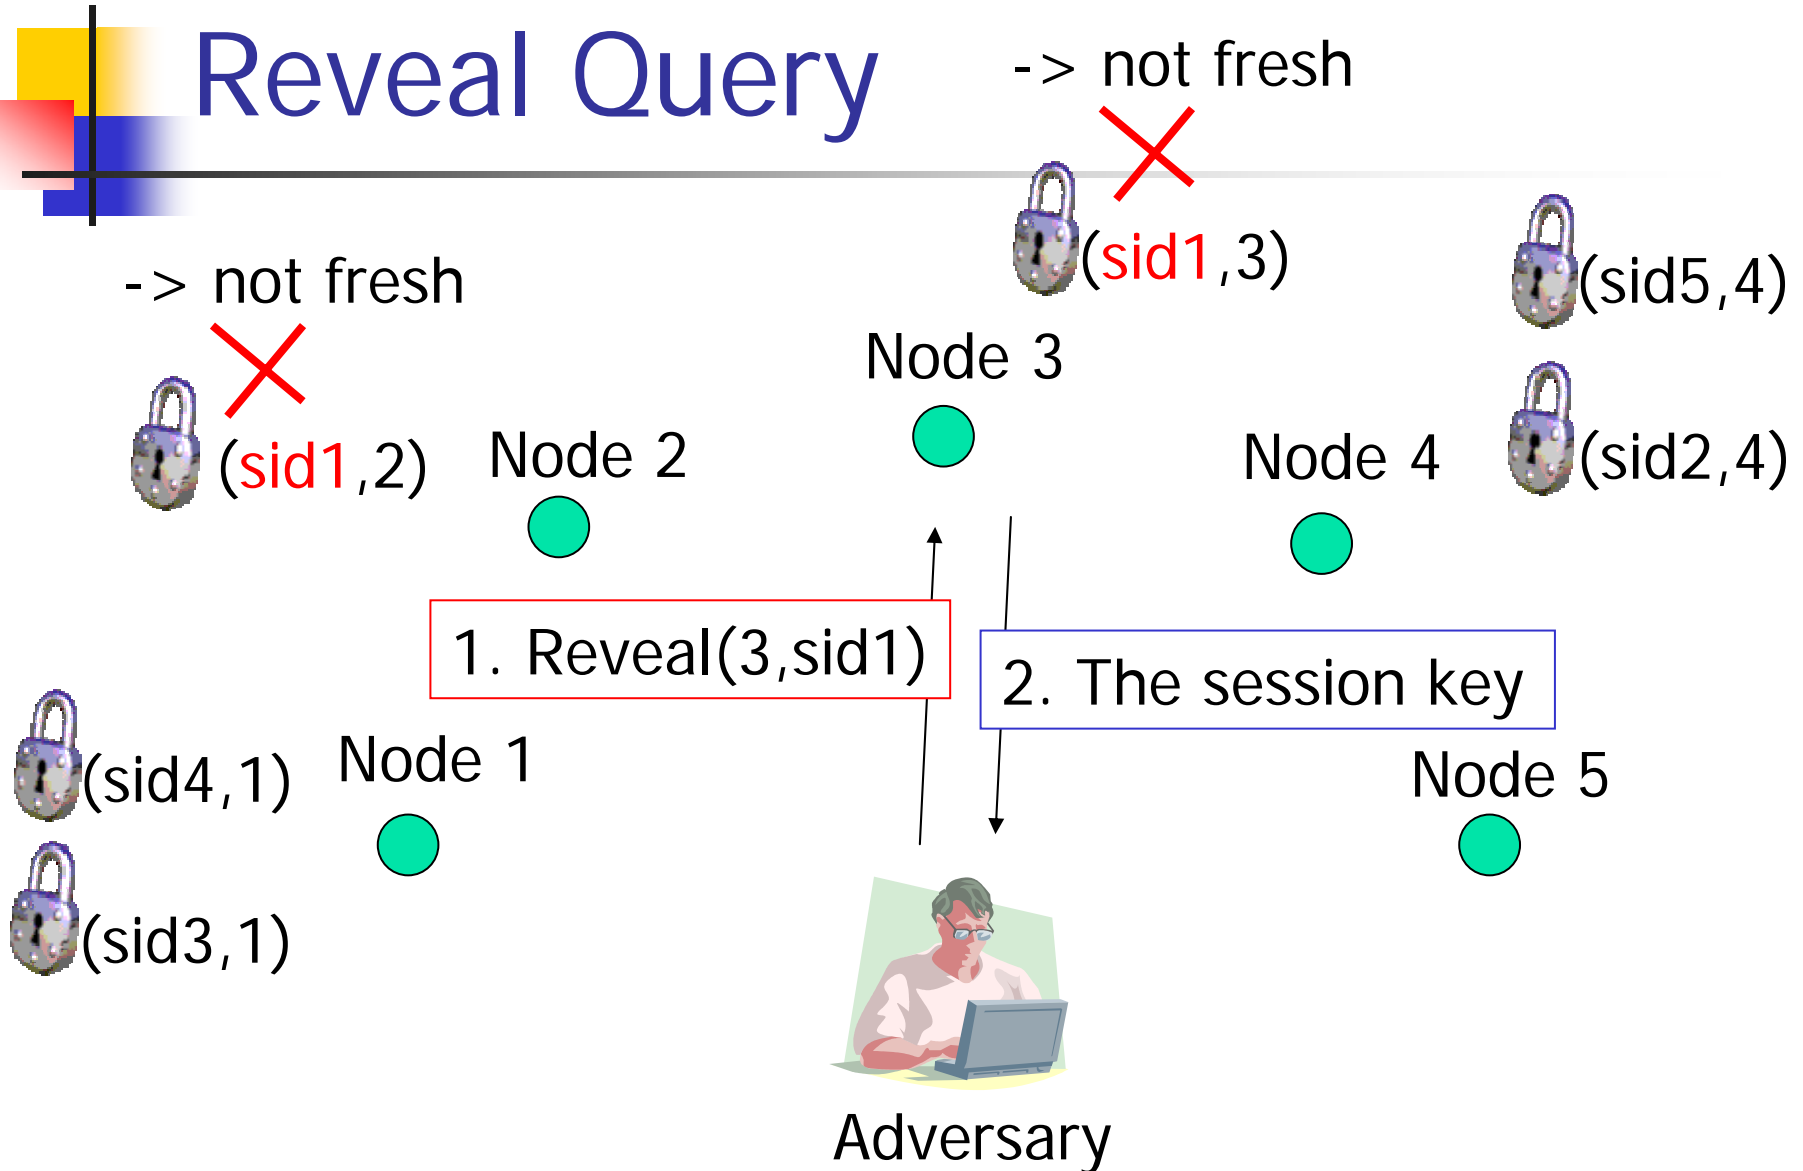 Reveal Query
-> not fresh
(sid1,3)
(sid5,4)
-> not fresh
Node 3
(sid1,2)
Node 2
Node 4
(sid2,4)
1. Reveal(3,sid1)
2. The session key
(sid4,1)
Node 1
Node 5
(sid3,1)
Adversary